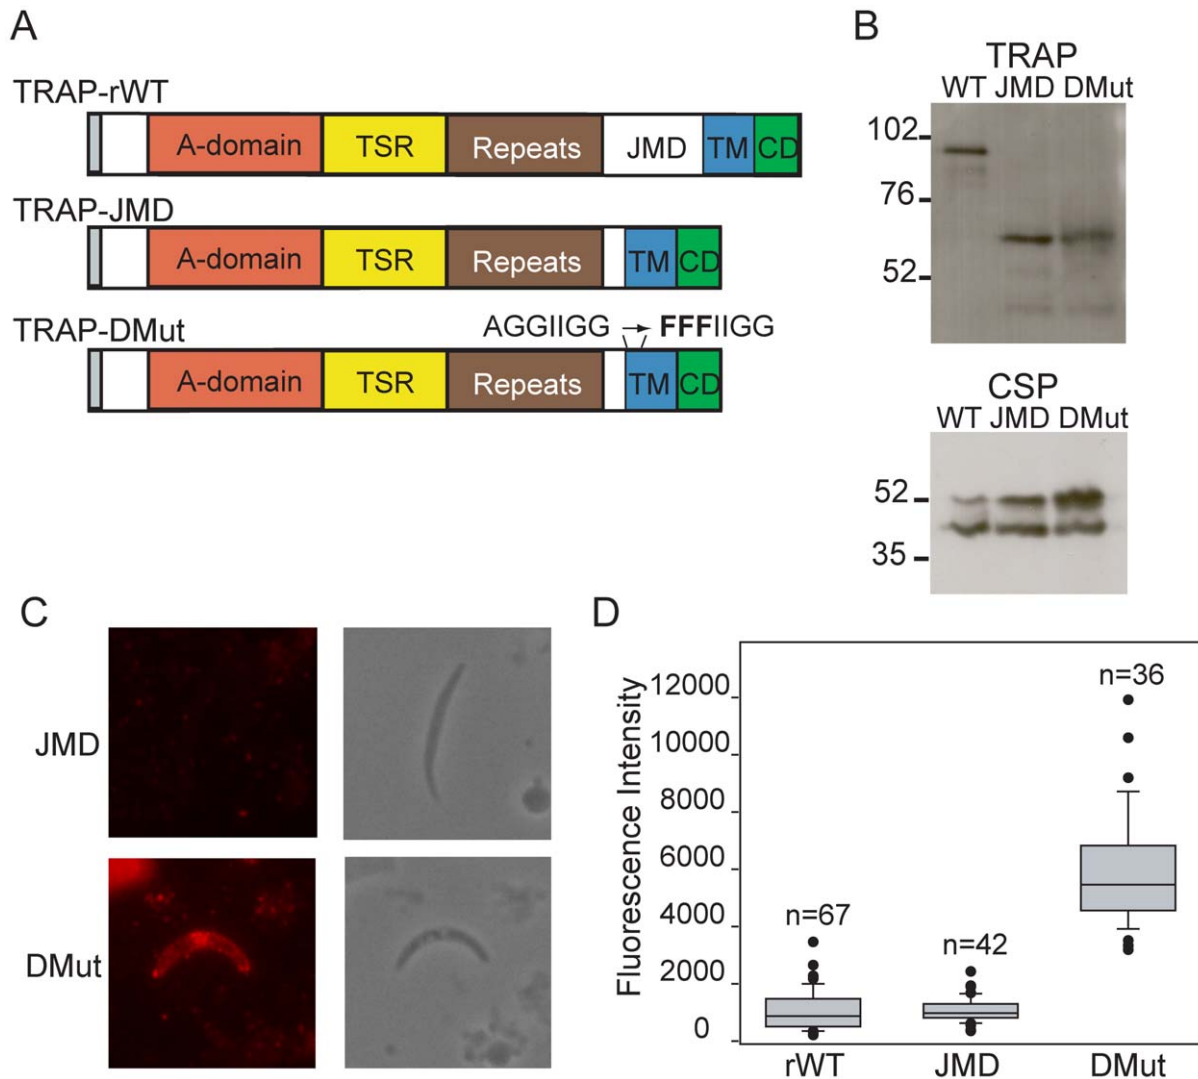 A
TRAP-rWT
A-domain TSR Repeats JMD TM CD
TRAP-JMD
A-domain TSR Repeats TM CD
TRAP-DMut
AGGIIGG → FFFIIGG
A-domain TSR Repeats TM CD
B
TRAP
WT JMD DMut
102
76
52
CSP
WT JMD DMut
52
35
C
JMD
DMut
D
Fluorescence Intensity
12000
10000
8000
6000
4000
2000
0
n=67
n=42
n=36
rWT JMD DMut